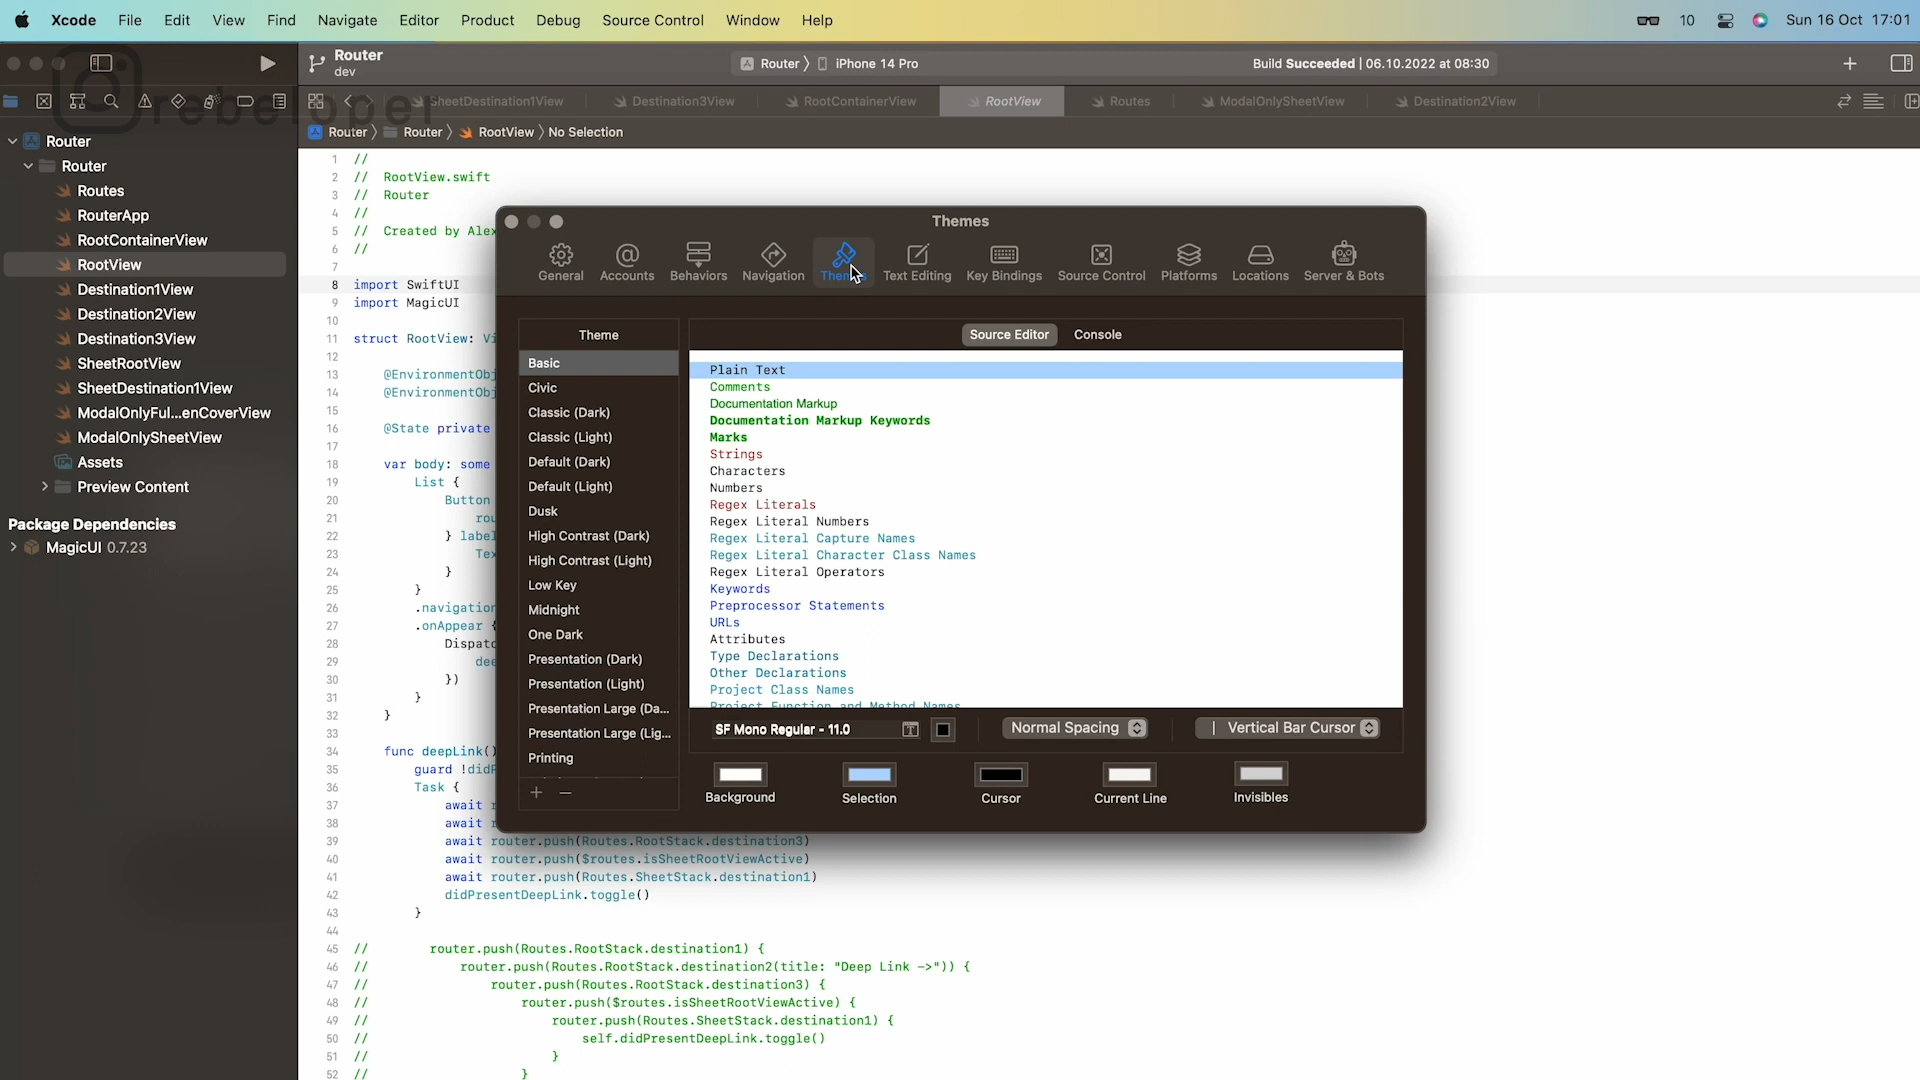 Xcode File Edit View Find Navigate Editor Product Debug Source Control Window Help
10 Sun 16 Oct 17:01
Router
dev
Router iPhone 14 Pro
Build Succeeded | 06.10.2022 at 08:30
rebeloper
SheetDestination1View Destination3View RootContainerView RootView Routes ModalOnlySheetView Destination2View
Router Router RootView No Selection
Router
Router
Routes
RouterApp
RootContainerView
RootView
Destination1View
Destination2View
Destination3View
SheetRootView
SheetDestination1View
ModalOnlyFul...enCoverView
ModalOnlySheetView
Assets
Preview Content
Package Dependencies
MagicUI 0.7.23
1 //
2 // RootView.swift
3 // Router
4 //
5 // Created by Alex
6 //
7
8 import SwiftUI
9 import MagicUI
10
11 struct RootView: Vi
12
13 @EnvironmentObj
14 @EnvironmentObj
15
16 @State private
17
18 var body: some
19 List {
20 Button
21 rou
22 } label
23 Tex
24 }
25 }
26 .navigation
27 .onAppear {
28 Dispatc
29 dee
30 })
31 }
32 }
33
34 func deepLink()
35 guard !didP
36 Task {
37 await r
38 await r
39 await router.push(Routes.RootStack.destination3)
40 await router.push($routes.isSheetRootViewActive)
41 await router.push(Routes.SheetStack.destination1)
42 didPresentDeepLink.toggle()
43 }
44
45 // router.push(Routes.RootStack.destination1) {
46 // router.push(Routes.RootStack.destination2(title: "Deep Link ->")) {
47 // router.push(Routes.RootStack.destination3) {
48 // router.push($routes.isSheetRootViewActive) {
49 // router.push(Routes.SheetStack.destination1) {
50 // self.didPresentDeepLink.toggle()
51 // }
52 // }
Themes
General Accounts Behaviors Navigation Themes Text Editing Key Bindings Source Control Platforms Locations Server & Bots
Theme
Basic
Civic
Classic (Dark)
Classic (Light)
Default (Dark)
Default (Light)
Dusk
High Contrast (Dark)
High Contrast (Light)
Low Key
Midnight
One Dark
Presentation (Dark)
Presentation (Light)
Presentation Large (Da...
Presentation Large (Lig...
Printing
Source Editor Console
Plain Text
Comments
Documentation Markup
Documentation Markup Keywords
Marks
Strings
Characters
Numbers
Regex Literals
Regex Literal Numbers
Regex Literal Capture Names
Regex Literal Character Class Names
Regex Literal Operators
Keywords
Preprocessor Statements
URLs
Attributes
Type Declarations
Other Declarations
Project Class Names
Project Function and Method Names
SF Mono Regular - 11.0 Normal Spacing Vertical Bar Cursor
Background Selection Cursor Current Line Invisibles